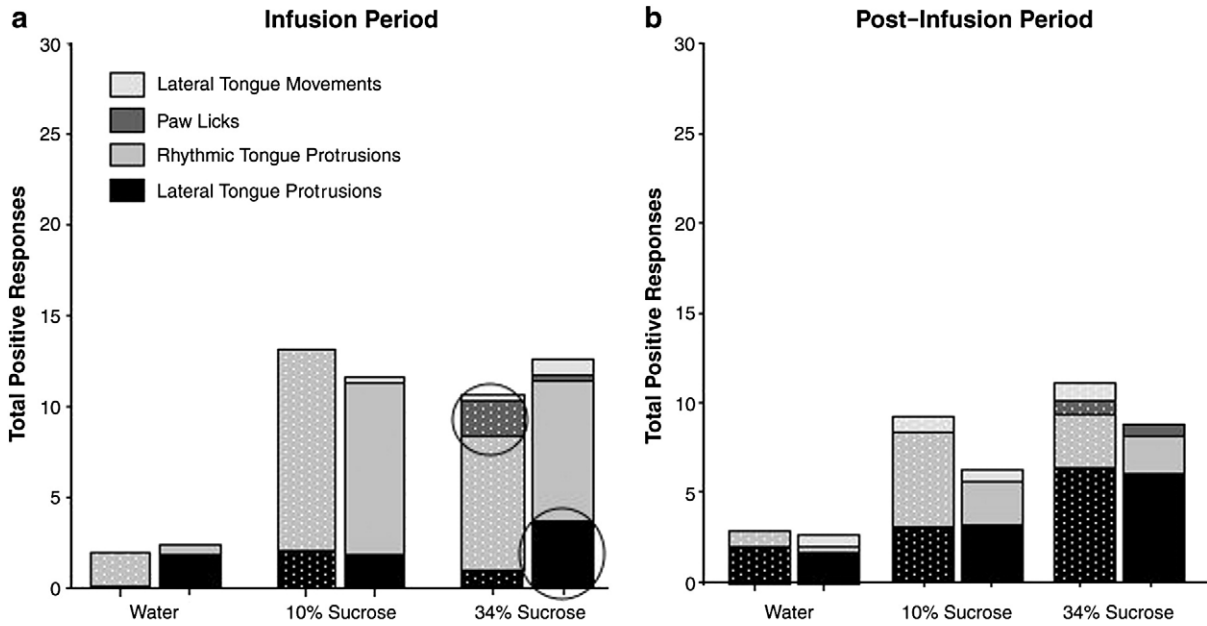 a
Infusion Period
30
25
20
15
10
5
0
Total Positive Responses
Lateral Tongue Movements
Paw Licks
Rhythmic Tongue Protrusions
Lateral Tongue Protrusions
Water
10% Sucrose
34% Sucrose
b
Post-Infusion Period
30
25
20
15
10
5
0
Total Positive Responses
Water
10% Sucrose
34% Sucrose